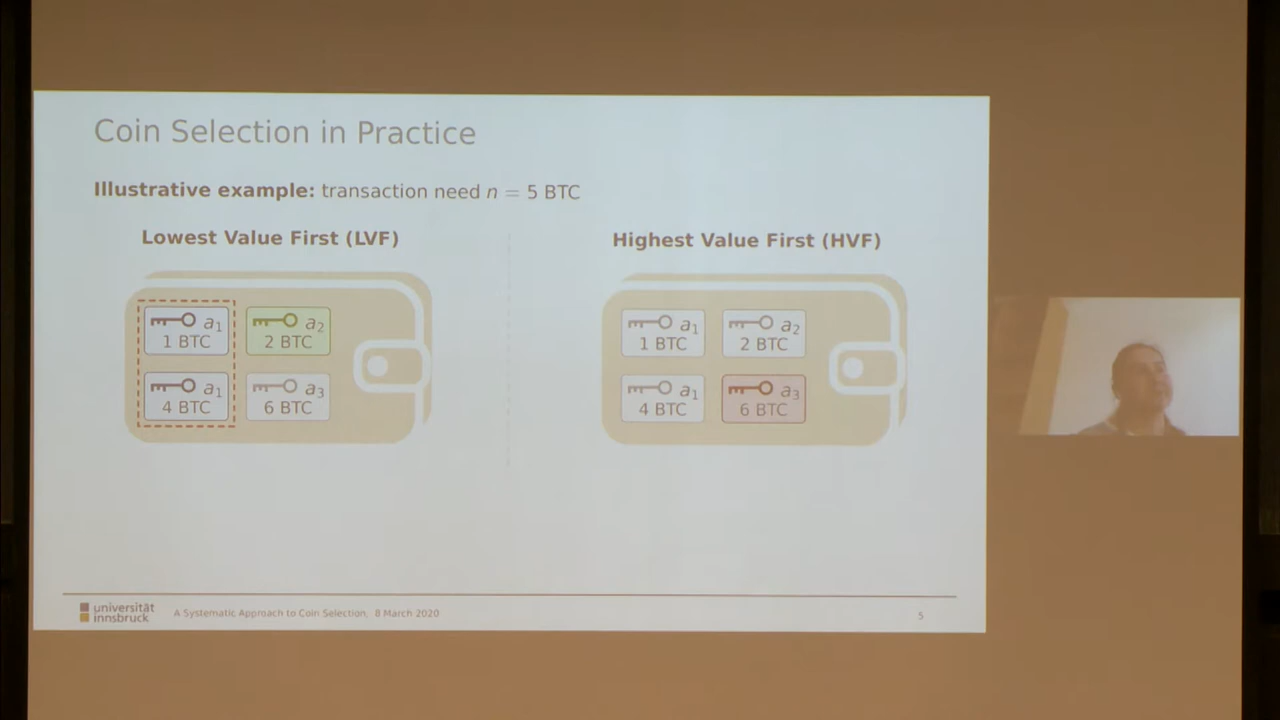 Coin Selection in Practice
Illustrative example: transaction need n = 5 BTC
Lowest Value First (LVF)
a1
1 BTC
a2
2 BTC
a1
4 BTC
a3
6 BTC
Highest Value First (HVF)
a1
1 BTC
a2
2 BTC
a1
4 BTC
a3
6 BTC
universität
innsbruck
A Systematic Approach to Coin Selection, 8 March 2020
5